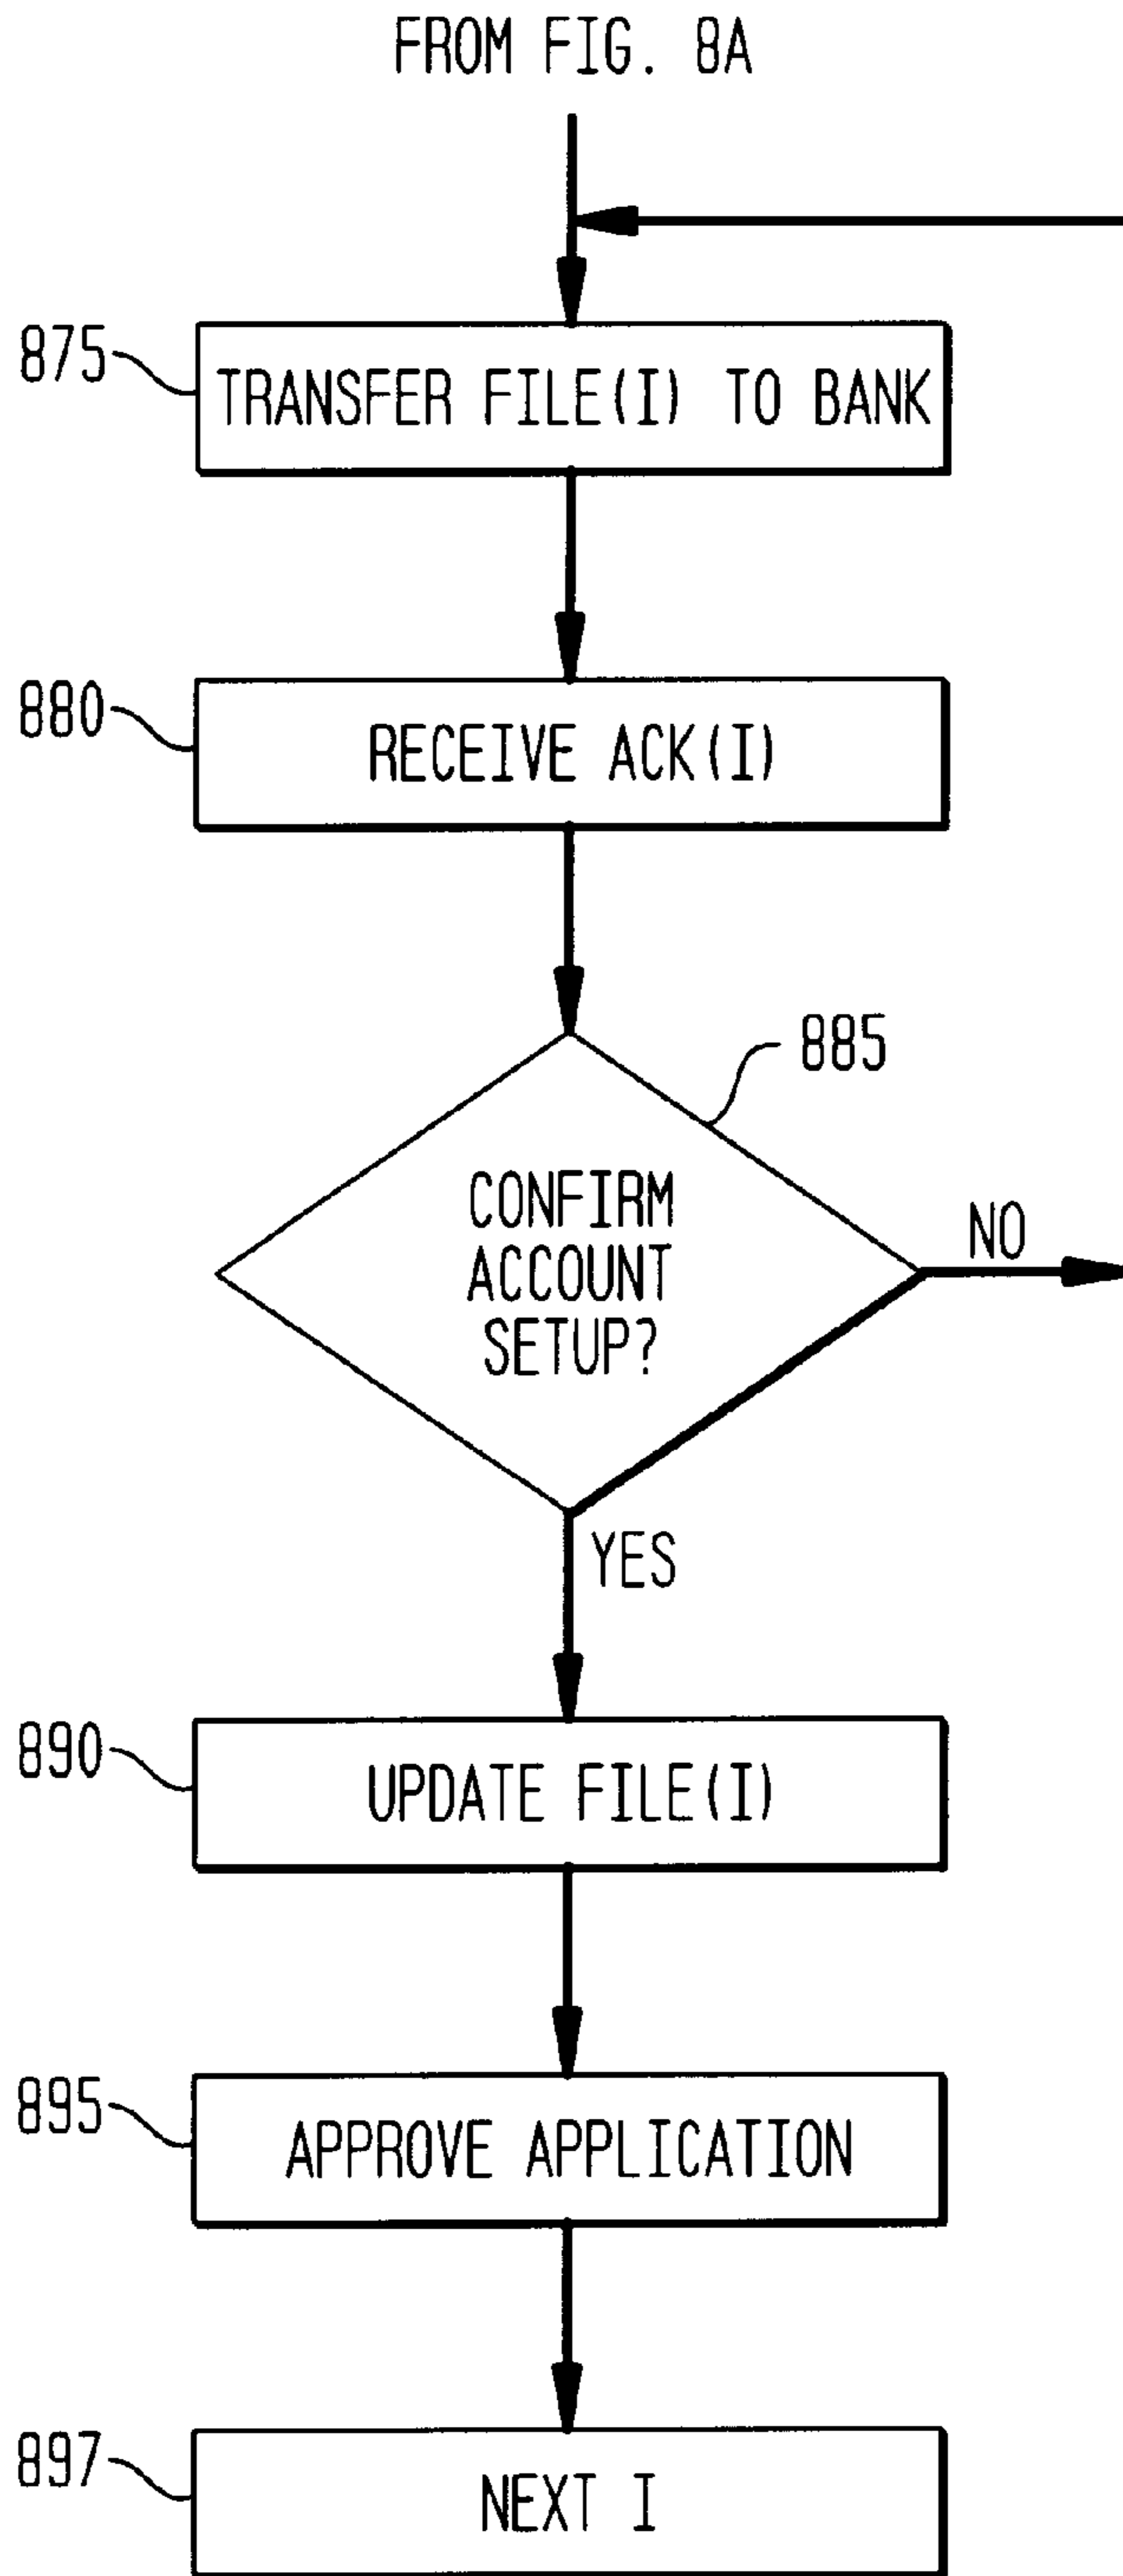 FROM FIG. 8A
875
TRANSFER FILE(I) TO BANK
880
RECEIVE ACK(I)
885
CONFIRM
ACCOUNT
SETUP?
NO
YES
890
UPDATE FILE(I)
895
APPROVE APPLICATION
897
NEXT I